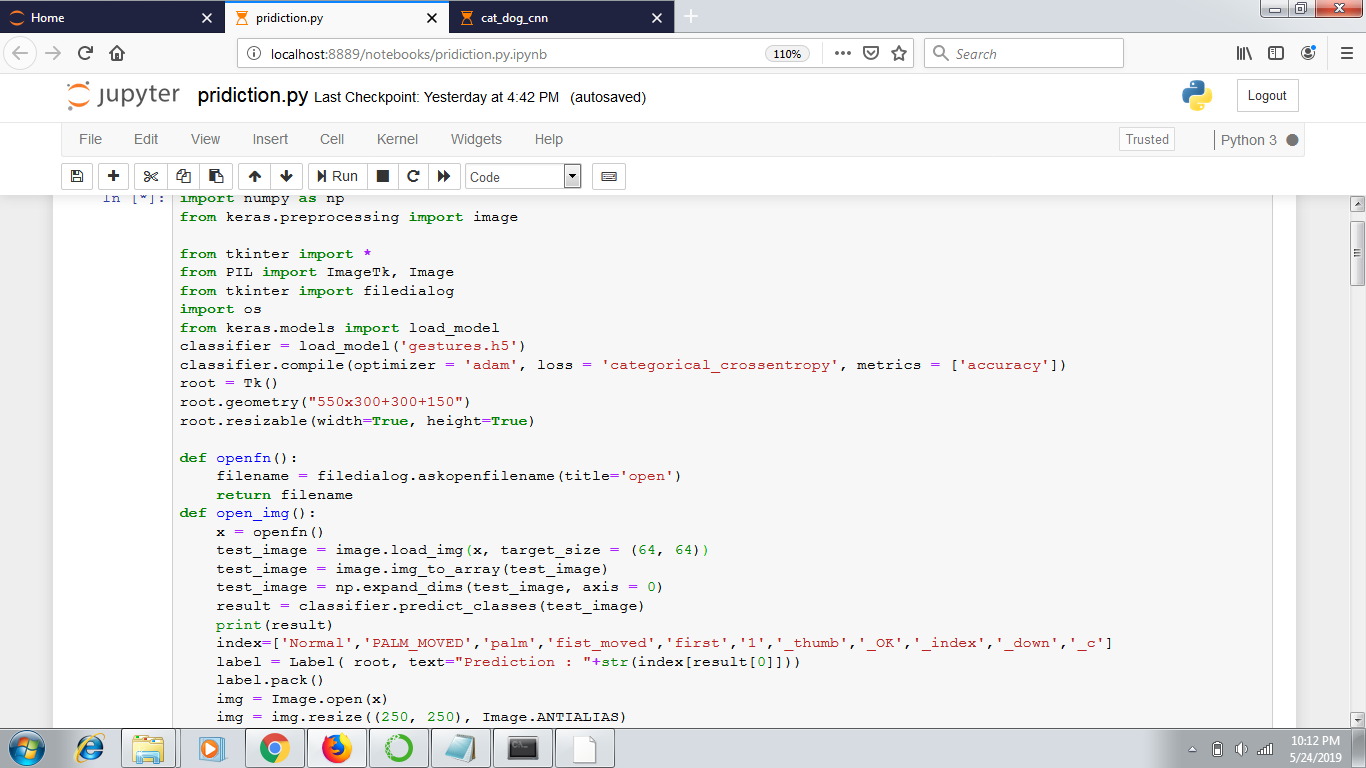 Home
pridiction.py
cat_dog_cnn
localhost:8889/notebooks/pridiction.py.ipynb
110%
Search
jupyter
pridiction.py Last Checkpoint: Yesterday at 4:42 PM (autosaved)
Logout
File Edit View Insert Cell Kernel Widgets Help
Trusted
Python 3
Run
Code
In [*]:
import numpy as np
from keras.preprocessing import image
from tkinter import *
from PIL import ImageTk, Image
from tkinter import filedialog
import os
from keras.models import load_model
classifier = load_model('gestures.h5')
classifier.compile(optimizer = 'adam', loss = 'categorical_crossentropy', metrics = ['accuracy'])
root = Tk()
root.geometry("550x300+300+150")
root.resizable(width=True, height=True)
def openfn():
    filename = filedialog.askopenfilename(title='open')
    return filename
def open_img():
    x = openfn()
    test_image = image.load_img(x, target_size = (64, 64))
    test_image = image.img_to_array(test_image)
    test_image = np.expand_dims(test_image, axis = 0)
    result = classifier.predict_classes(test_image)
    print(result)
    index=['Normal','PALM_MOVED','palm','fist_moved','first','1','_thumb','_OK','_index','_down','_c']
    label = Label( root, text="Prediction : "+str(index[result[0]]))
    label.pack()
    img = Image.open(x)
    img = img.resize((250, 250), Image.ANTIALIAS)
10:12 PM
5/24/2019